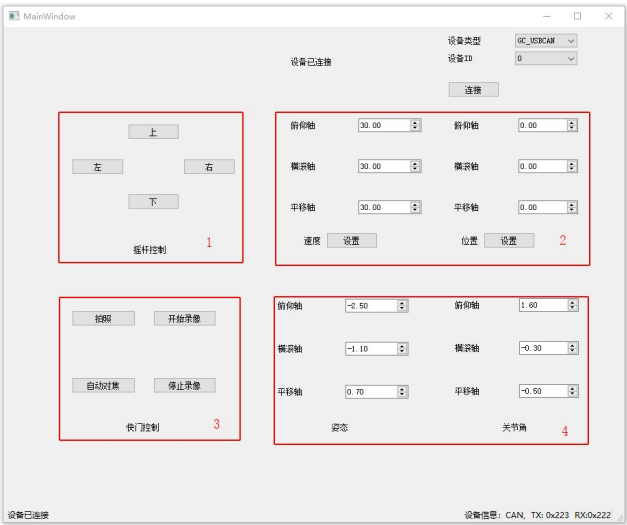 MainWindow
设备类型 GC_USBCAN
设备已连接
设备ID 0
连接
上
左 右
下
摇杆控制 1
俯仰轴 30.00 俯仰轴 0.00
横滚轴 30.00 横滚轴 0.00
平移轴 30.00 平移轴 0.00
速度 设置 位置 设置 2
拍照 开始录像
自动对焦 停止录像
快门控制 3
俯仰轴 -2.50 俯仰轴 1.60
横滚轴 -1.10 横滚轴 -0.30
平移轴 0.70 平移轴 -0.50
姿态 关节角 4
设备已连接 设备信息: CAN, TX: 0x223 RX:0x222